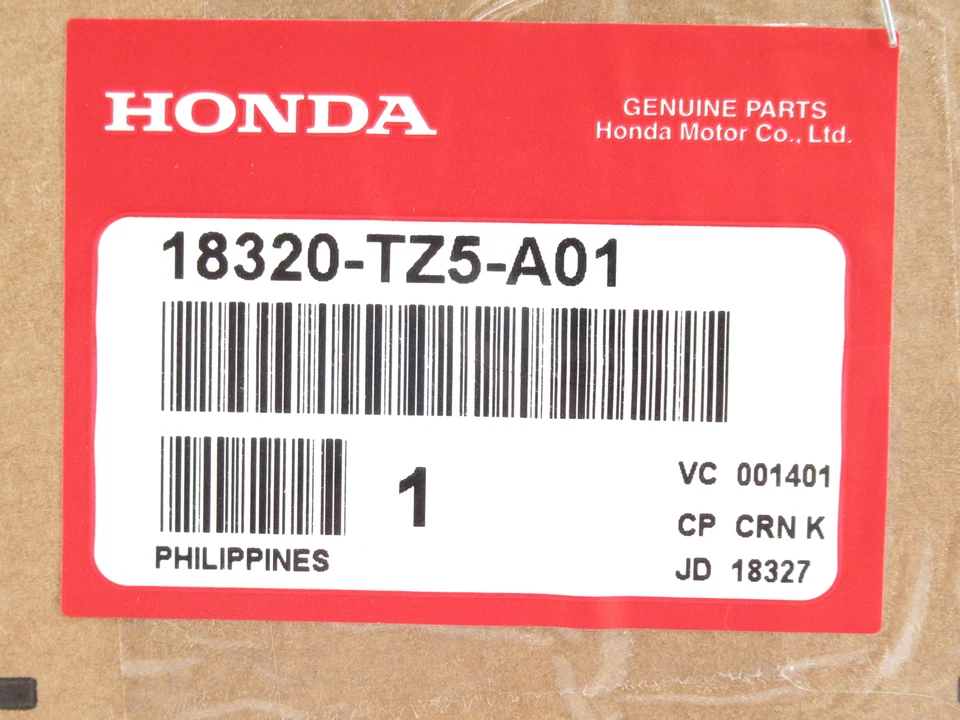 HONDA
GENUINE PARTS
Honda Motor Co., Ltd.
18320-TZ5-A01
1
VC 001401
CP CRN K
JD 18327
PHILIPPINES